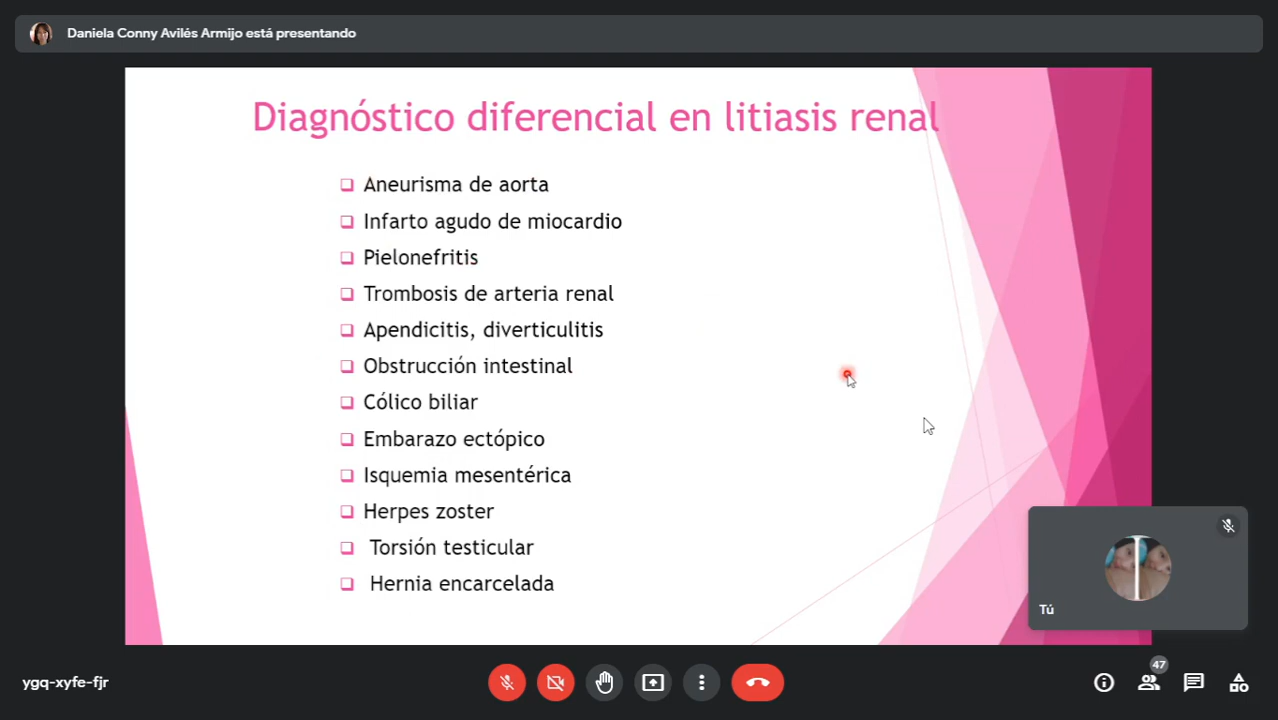 Daniela Conny Avilés Armijo está presentando
Diagnóstico diferencial en litiasis renal
Aneurisma de aorta
Infarto agudo de miocardio
Pielonefritis
Trombosis de arteria renal
Apendicitis, diverticulitis
Obstrucción intestinal
Cólico biliar
Embarazo ectópico
Isquemia mesentérica
Herpes zoster
Torsión testicular
Hernia encarcelada
Tú
ygq-xyfe-fjr
47